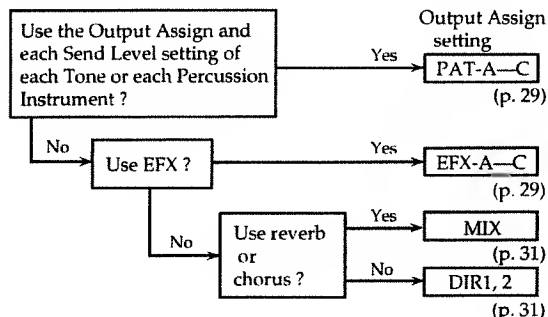 Use the Output Assign and
each Send Level setting of
each Tone or each Percussion
Instrument ?
Output Assign
setting
Yes
PAT-A—C
(p. 29)
No
Use EFX ?
Yes
EFX-A—C
(p. 29)
No
Use reverb
or
chorus ?
Yes
MIX
(p. 31)
No
DIR1, 2
(p. 31)